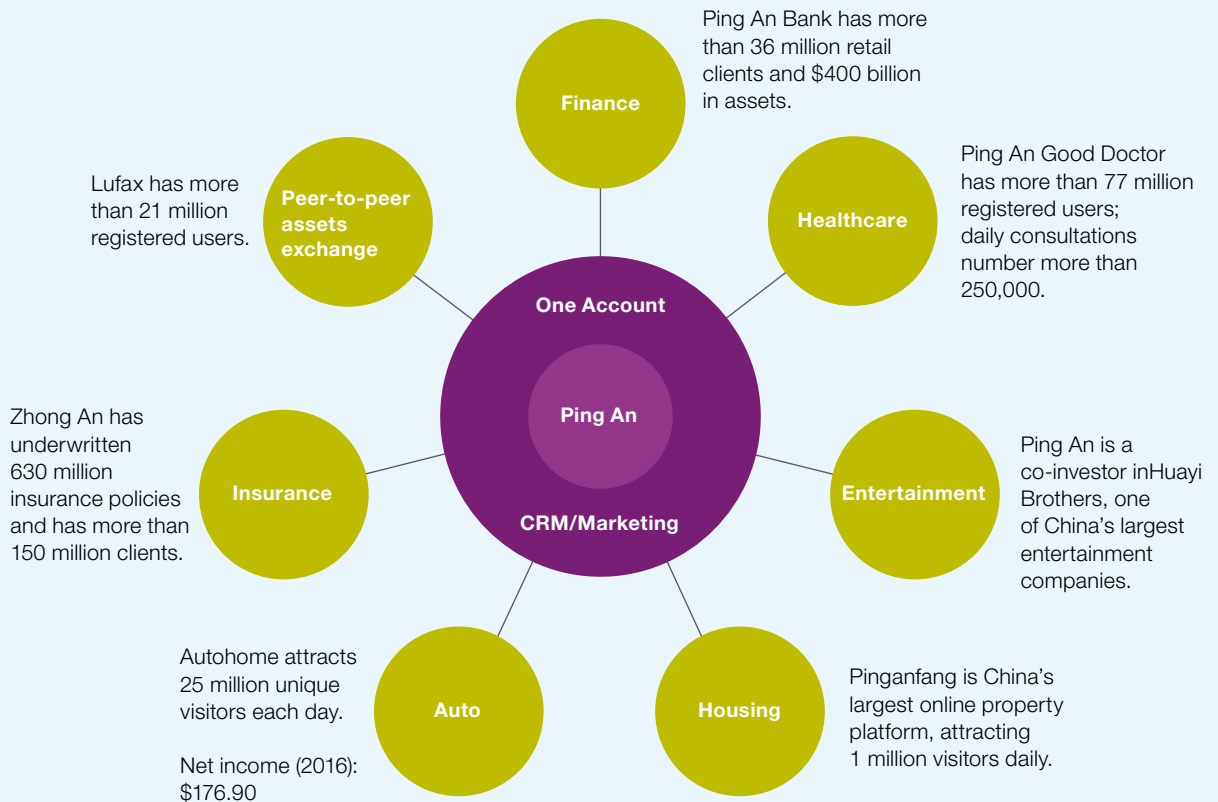 Ping An Bank has more
than 36 million retail
clients and $400 billion
in assets.
Finance
Ping An Good Doctor
has more than 77 million
registered users;
daily consultations
number more than
250,000.
Healthcare
Lufax has more
than 21 million
registered users.
Peer-to-peer
assets
exchange
One Account
Ping An
CRM/Marketing
Zhong An has
underwritten
630 million
insurance policies
and has more than
150 million clients.
Insurance
Entertainment
Ping An is a
co-investor inHuayi
Brothers, one
of China’s largest
entertainment
companies.
Autohome attracts
25 million unique
visitors each day.
Net income (2016):
$176.90
Auto
Housing
Pinganfang is China’s
largest online property
platform, attracting
1 million visitors daily.